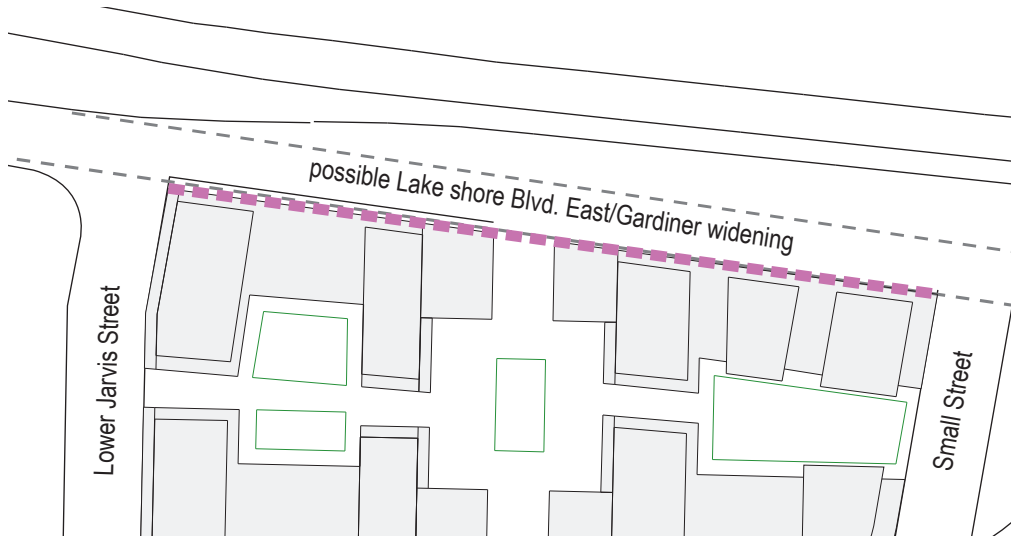 possible Lake shore Blvd. East/Gardiner widening
Lower Jarvis Street
Small Street